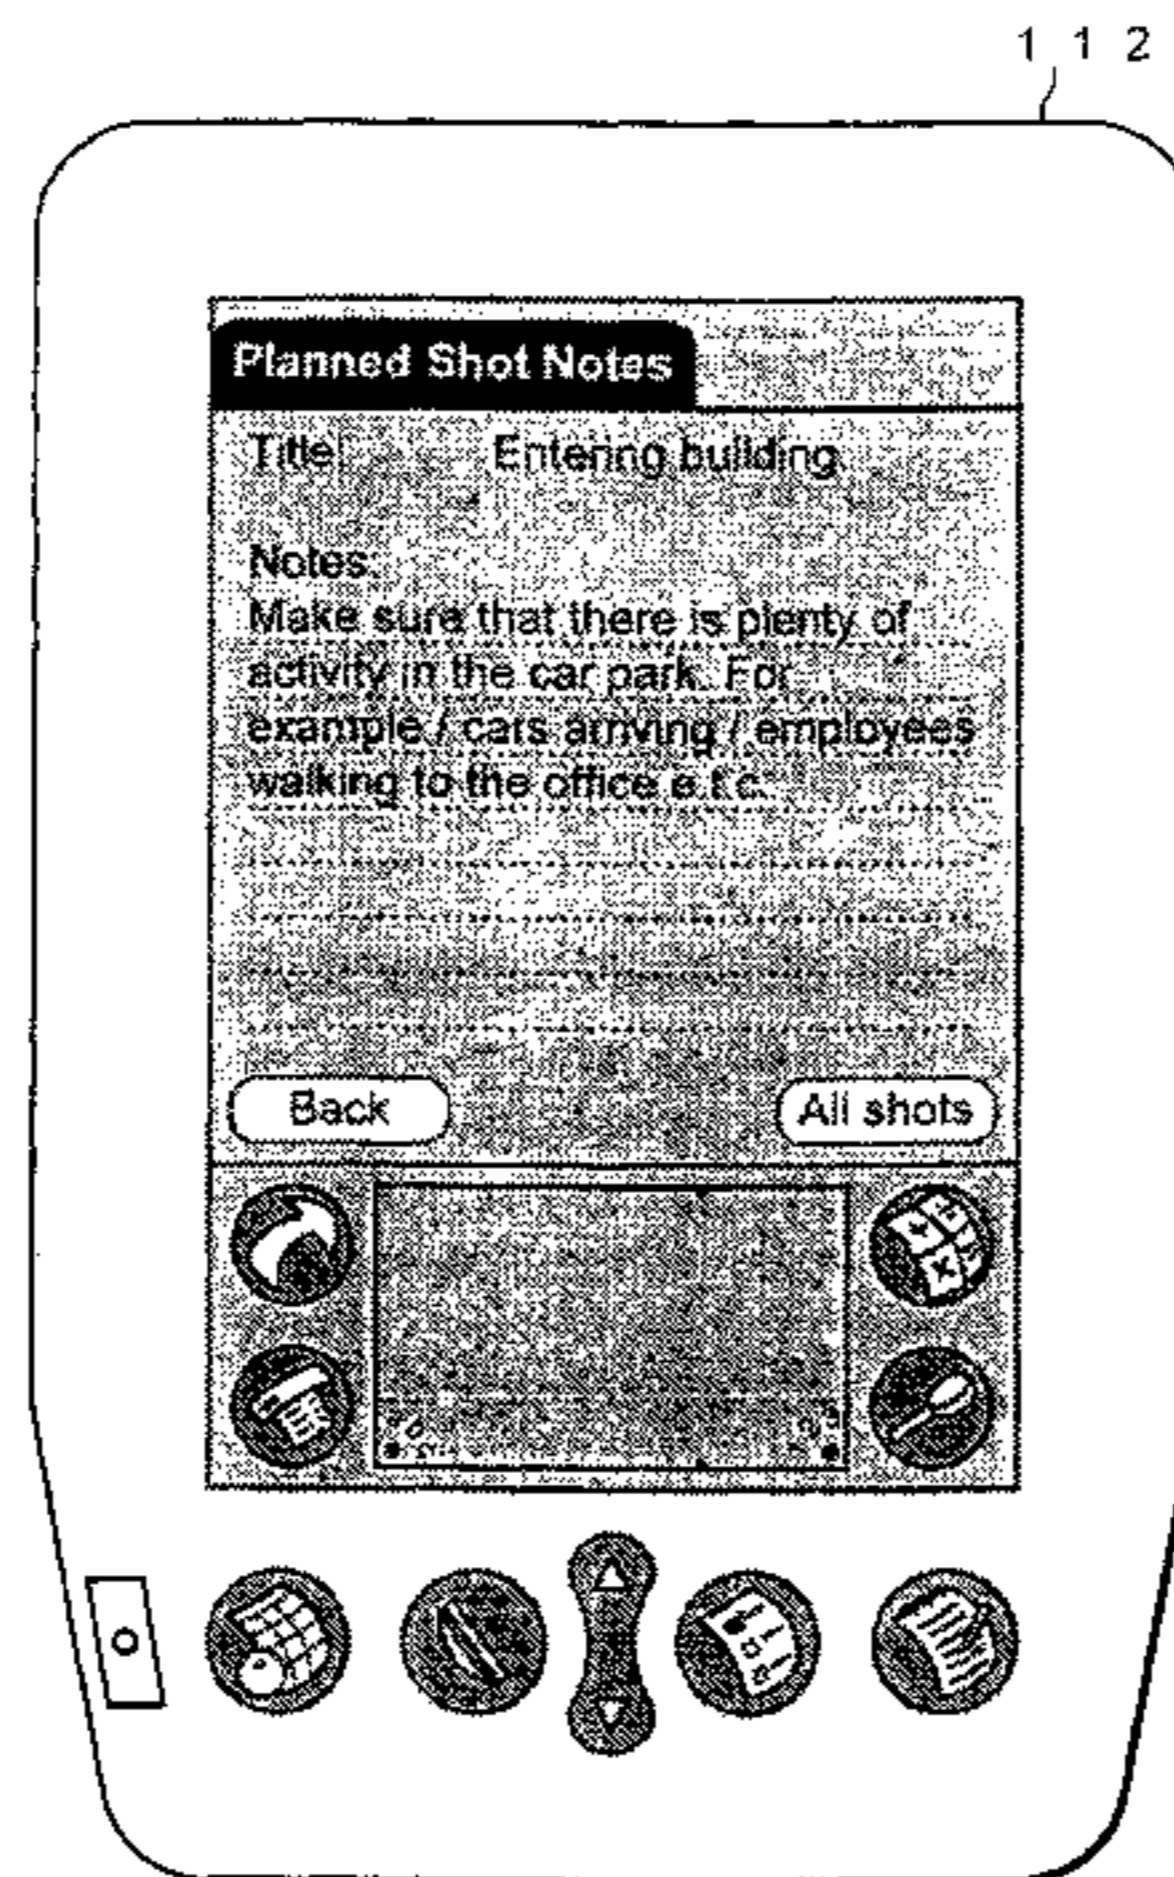 1 1 2
Planned Shot Notes
Title: Entering building
Notes:
Make sure that there is plenty of
activity in the car park. For
example / cars arriving / employees
walking to the office e.t.c.
Back
All shots